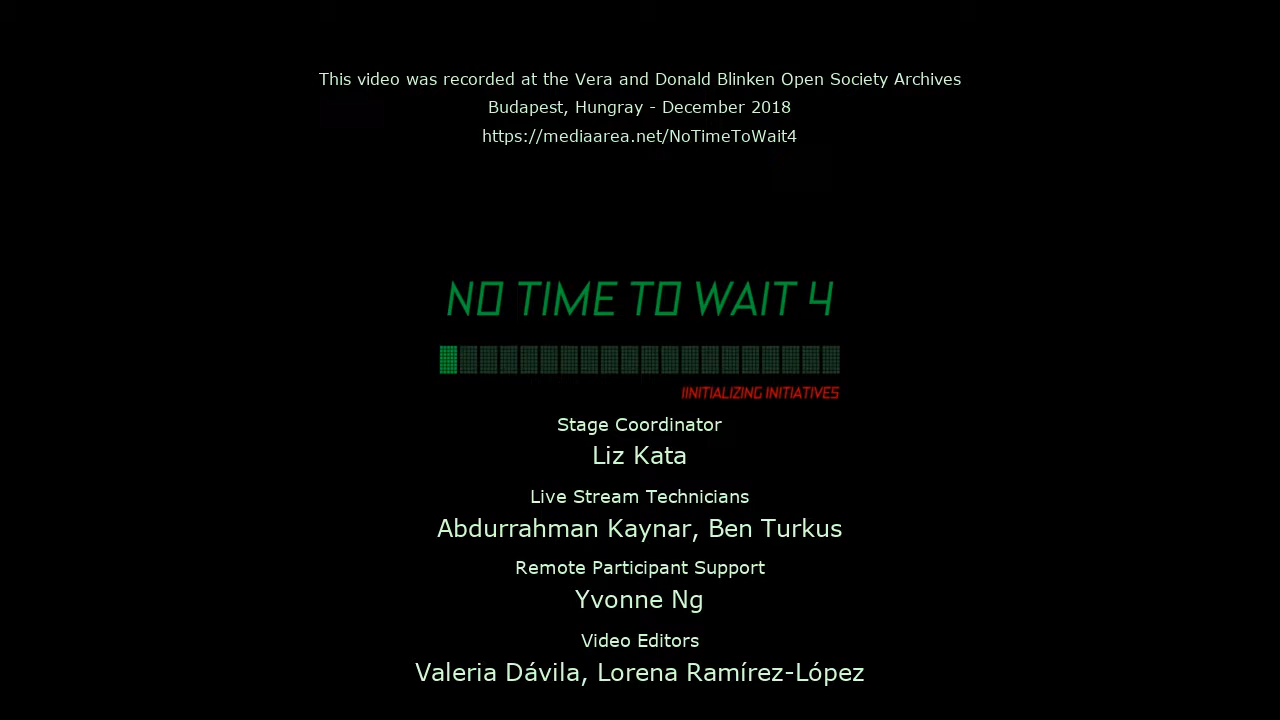 This video was recorded at the Vera and Donald Blinken Open Society Archives
Budapest, Hungray - December 2018
https://mediaarea.net/NoTimeToWait4
NO TIME TO WAIT 4
IINITIALIZING INITIATIVES
Stage Coordinator
Liz Kata
Live Stream Technicians
Abdurrahman Kaynar, Ben Turkus
Remote Participant Support
Yvonne Ng
Video Editors
Valeria Dávila, Lorena Ramírez-López